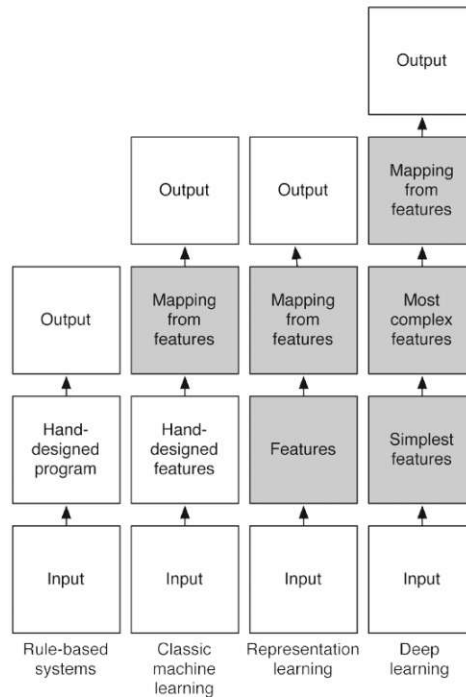 Output
Output
Output
Mapping
from
features
Output
Mapping
from
features
Mapping
from
features
Most
complex
features
Hand-
designed
program
Hand-
designed
features
Features
Simplest
features
Input
Input
Input
Input
Rule-based
systems
Classic
machine
learning
Representation
learning
Deep
learning